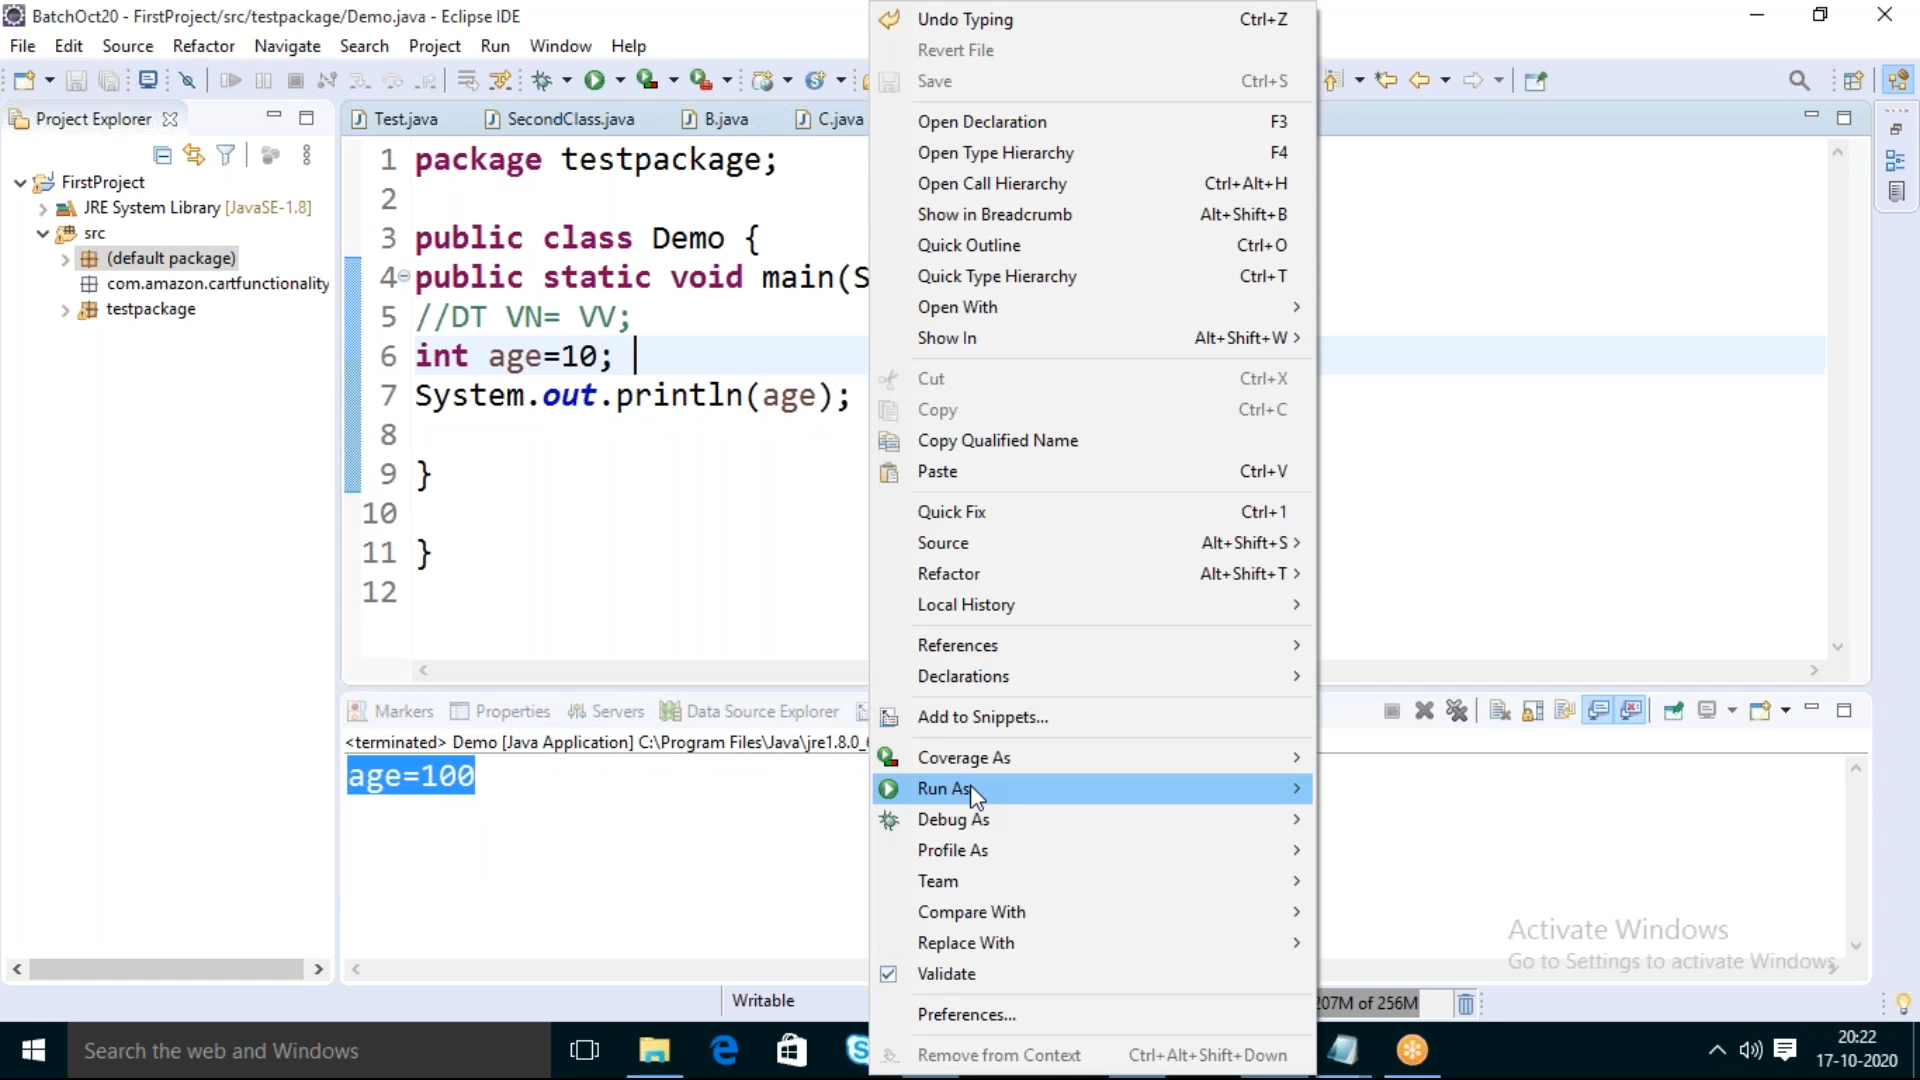 BatchOct20 - FirstProject/src/testpackage/Demo.java - Eclipse IDE
File Edit Source Refactor Navigate Search Project Run Window Help
Project Explorer
FirstProject
JRE System Library [JavaSE-1.8]
src
(default package)
com.amazon.cartfunctionality
testpackage
Test.java SecondClass.java B.java C.java
1 package testpackage;
2
3 public class Demo {
4 public static void main(S
5 //DT VN= VV;
6 int age=10;
7 System.out.println(age);
8
9 }
10
11 }
12
Undo Typing Ctrl+Z
Revert File
Save Ctrl+S
Open Declaration F3
Open Type Hierarchy F4
Open Call Hierarchy Ctrl+Alt+H
Show in Breadcrumb Alt+Shift+B
Quick Outline Ctrl+O
Quick Type Hierarchy Ctrl+T
Open With
Show In Alt+Shift+W
Cut Ctrl+X
Copy Ctrl+C
Copy Qualified Name
Paste Ctrl+V
Quick Fix Ctrl+1
Source Alt+Shift+S
Refactor Alt+Shift+T
Local History
References
Declarations
Add to Snippets...
Coverage As
Run As
Debug As
Profile As
Team
Compare With
Replace With
Validate
Preferences...
Remove from Context Ctrl+Alt+Shift+Down
Markers Properties Servers Data Source Explorer
<terminated> Demo [Java Application] C:\Program Files\Java\jre1.8.0_
age=100
Activate Windows
Go to Settings to activate Windows.
Writable
207M of 256M
Search the web and Windows
20:22
17-10-2020